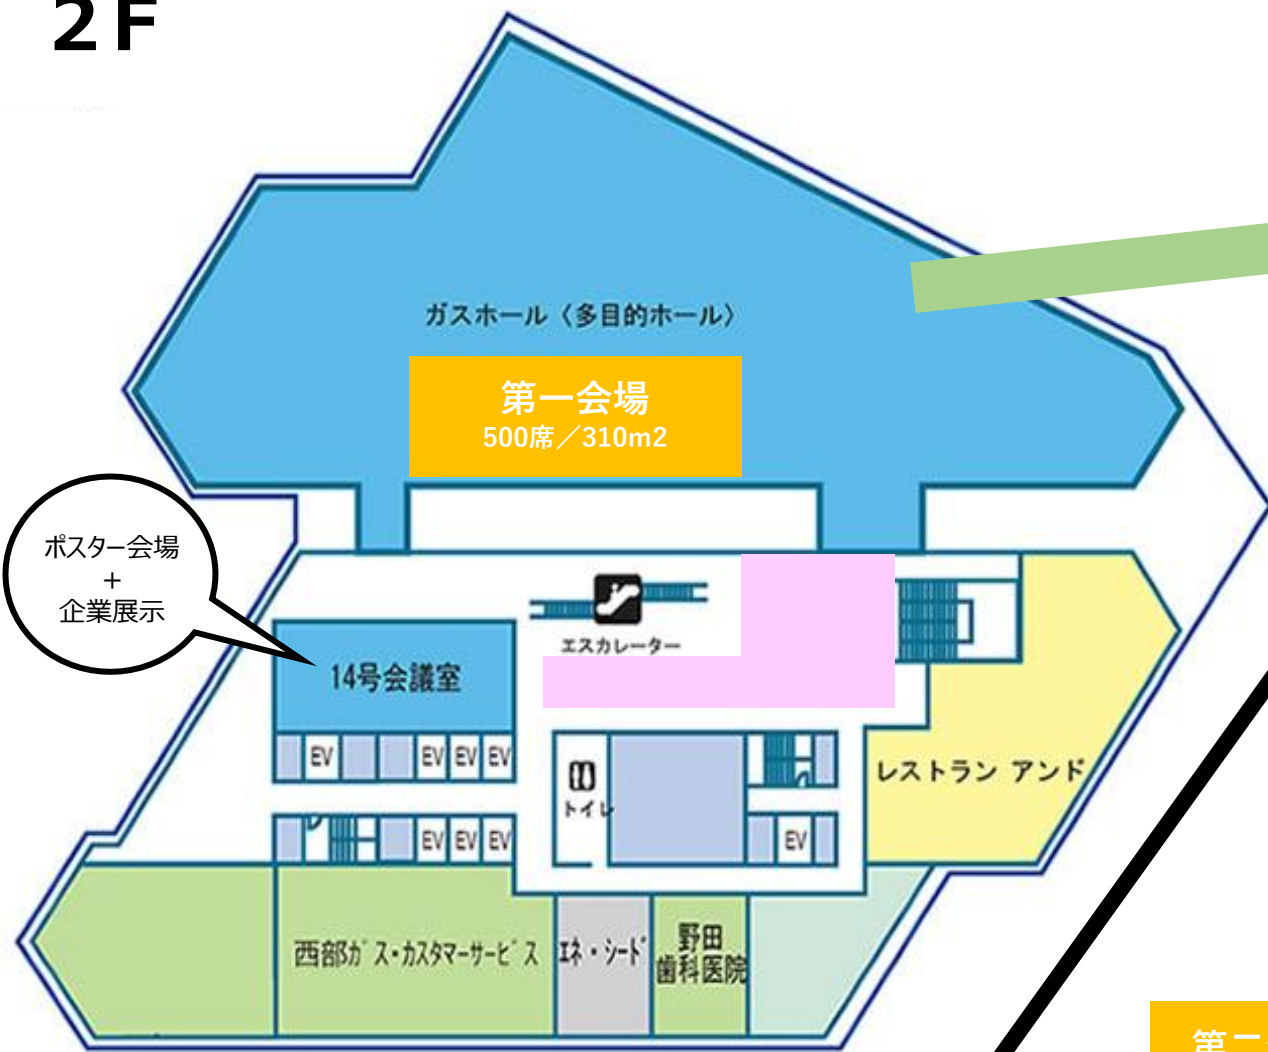 2F
ガスホール〈多目的ホール〉
第一会場
500席／310m2
ポスター会場
+
企業展示
エスカレーター
14号会議室
EV
EV
EV
EV
トイレ
レストラン アンド
EV
EV
EV
EV
西部ガス・カスタマーサービス
エネ・シード
野田
歯科医院